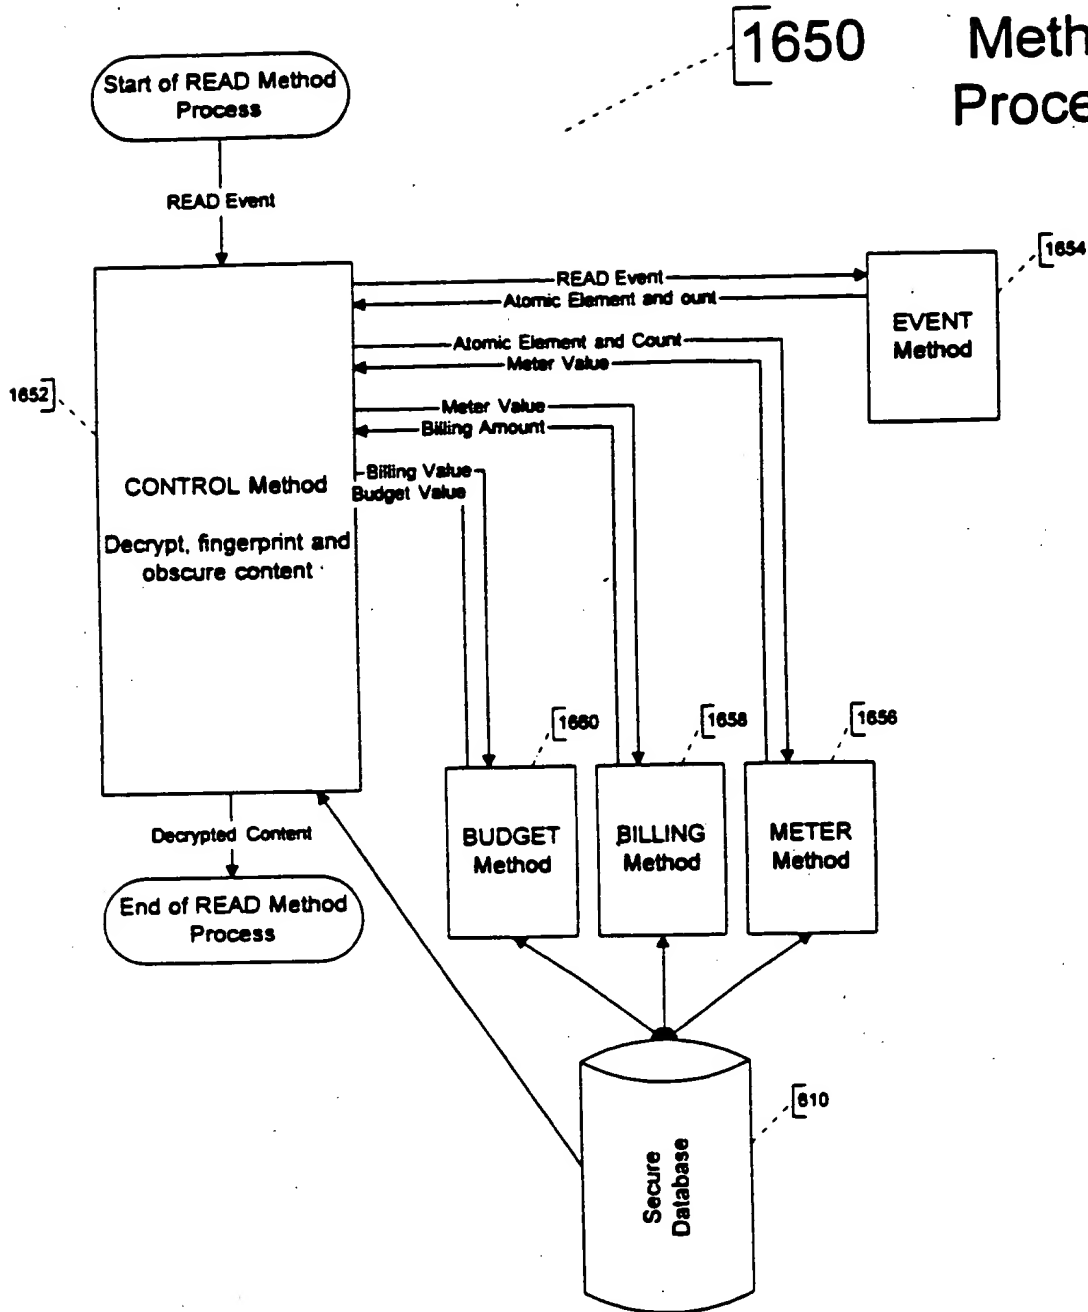 1650
Meth
Proce
Start of READ Method
Process
READ Event
READ Event
1654
Atomic Element and ount
EVENT
Method
Atomic Element and Count
Meter Value
1652
Meter Value
Billing Amount
Billing Value
Budget Value
CONTROL Method
Decrypt, fingerprint and
obscure content
1660
1658
1656
Decrypted Content
BUDGET
Method
BILLING
Method
METER
Method
End of READ Method
Process
610
Secure
Database